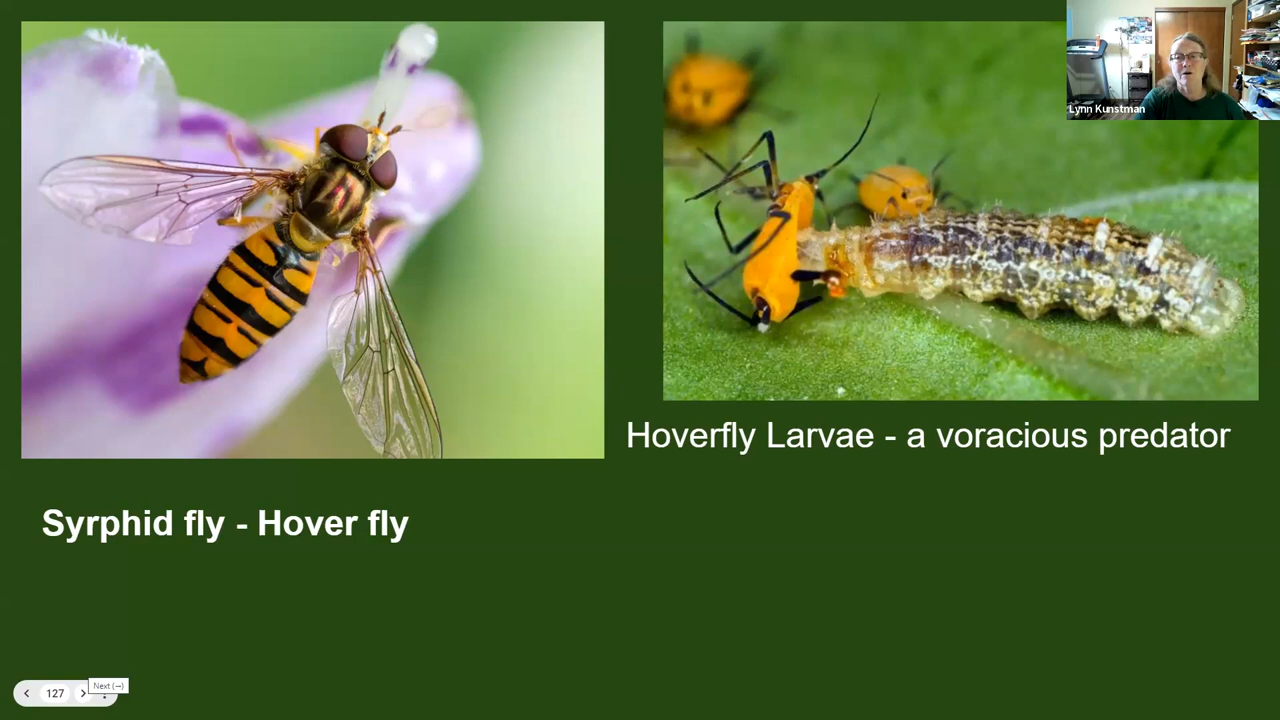 Lynn Kunstman
Hoverfly Larvae - a voracious predator
Syrphid fly - Hover fly
127
Next (→)